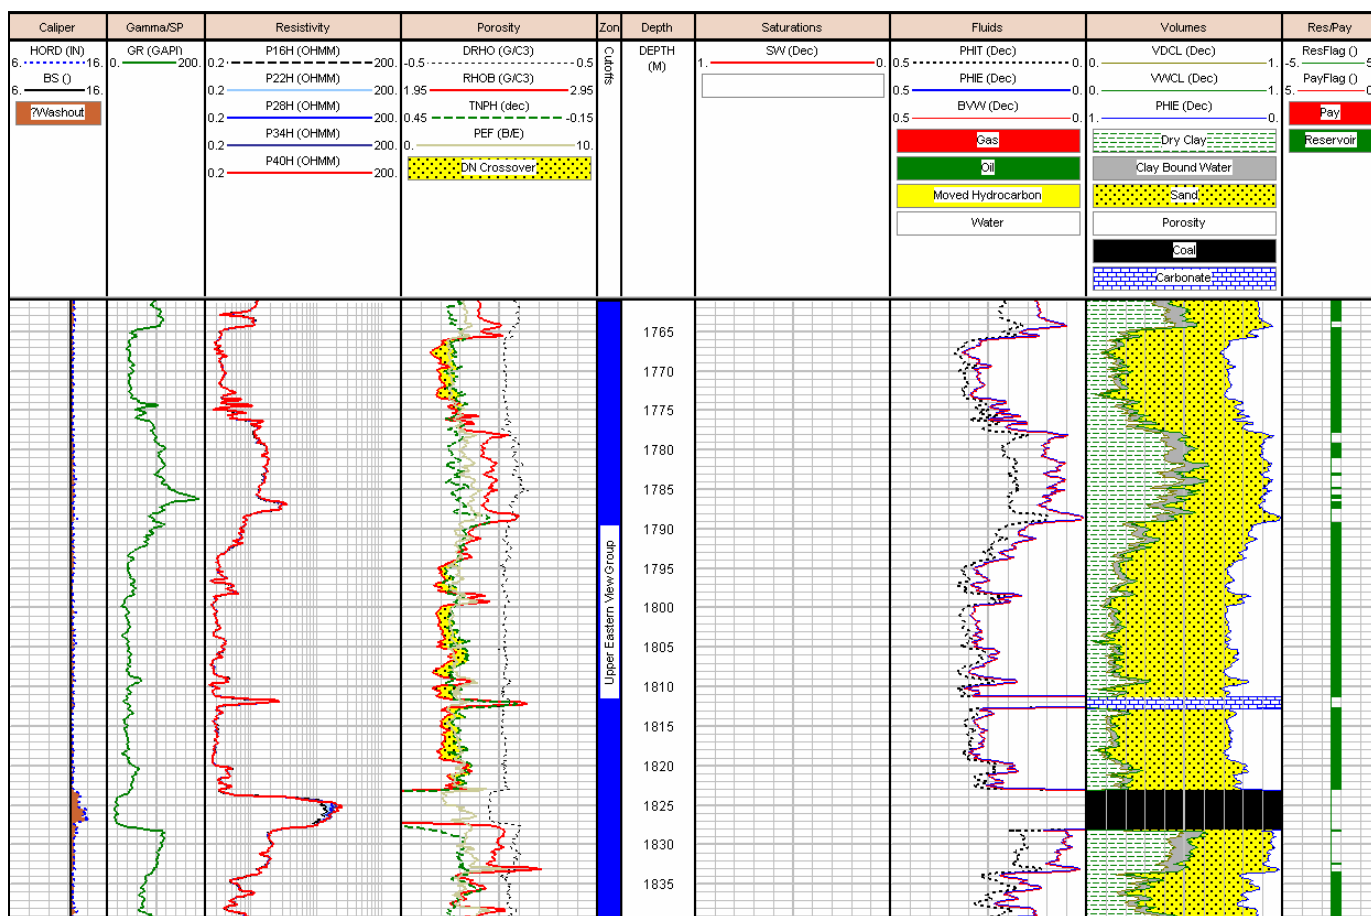 Caliper Gamma/SP Resistivity Porosity Zon Depth Saturations Fluids Volumes Res/Pay
HORD (IN)
6. 16.
BS ()
6. 16.
?Washout
GR (GAPI)
0. 200.
P16H (OHMM)
0.2 200.
P22H (OHMM)
0.2 200.
P28H (OHMM)
0.2 200.
P34H (OHMM)
0.2 200.
P40H (OHMM)
0.2 200.
DRHO (G/C3)
-0.5 0.5
RHOB (G/C3)
1.95 2.95
TNPH (dec)
0.45 -0.15
PEF (B/E)
0. 10.
DN Crossover
Cutoffs
DEPTH
(M)
SW (Dec)
1. 0.
PHIT (Dec)
0.5 0.
PHIE (Dec)
0.5 0.
BVW (Dec)
0.5 0.
Gas
Oil
Moved Hydrocarbon
Water
VDCL (Dec)
0. 1.
VWCL (Dec)
0. 1.
PHIE (Dec)
1. 0.
Dry Clay
Clay Bound Water
Sand
Porosity
Coal
Carbonate
ResFlag ()
-5. 5
PayFlag ()
5. 0
Pay
Reservoir
Upper Eastern View Group
1765
1770
1775
1780
1785
1790
1795
1800
1805
1810
1815
1820
1825
1830
1835